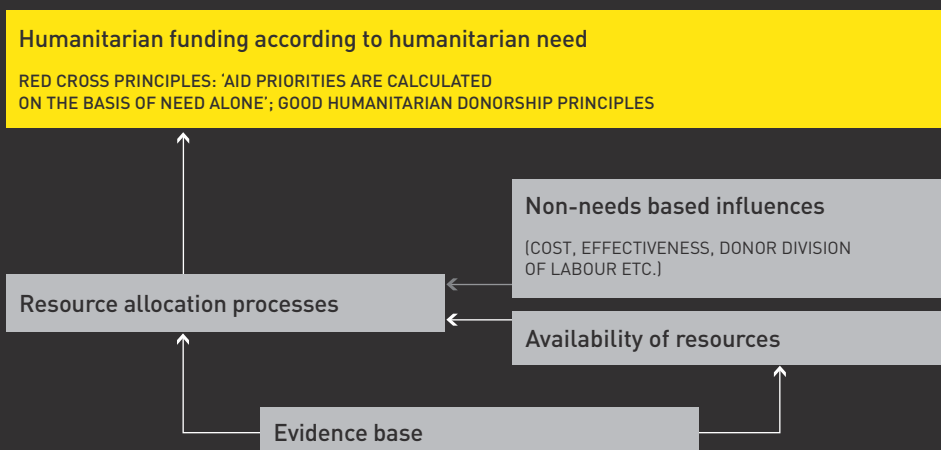 Humanitarian funding according to humanitarian need
RED CROSS PRINCIPLES: 'AID PRIORITIES ARE CALCULATED
ON THE BASIS OF NEED ALONE'; GOOD HUMANITARIAN DONORSHIP PRINCIPLES
Non-needs based influences
(COST, EFFECTIVENESS, DONOR DIVISION
OF LABOUR ETC.)
Resource allocation processes
Availability of resources
Evidence base